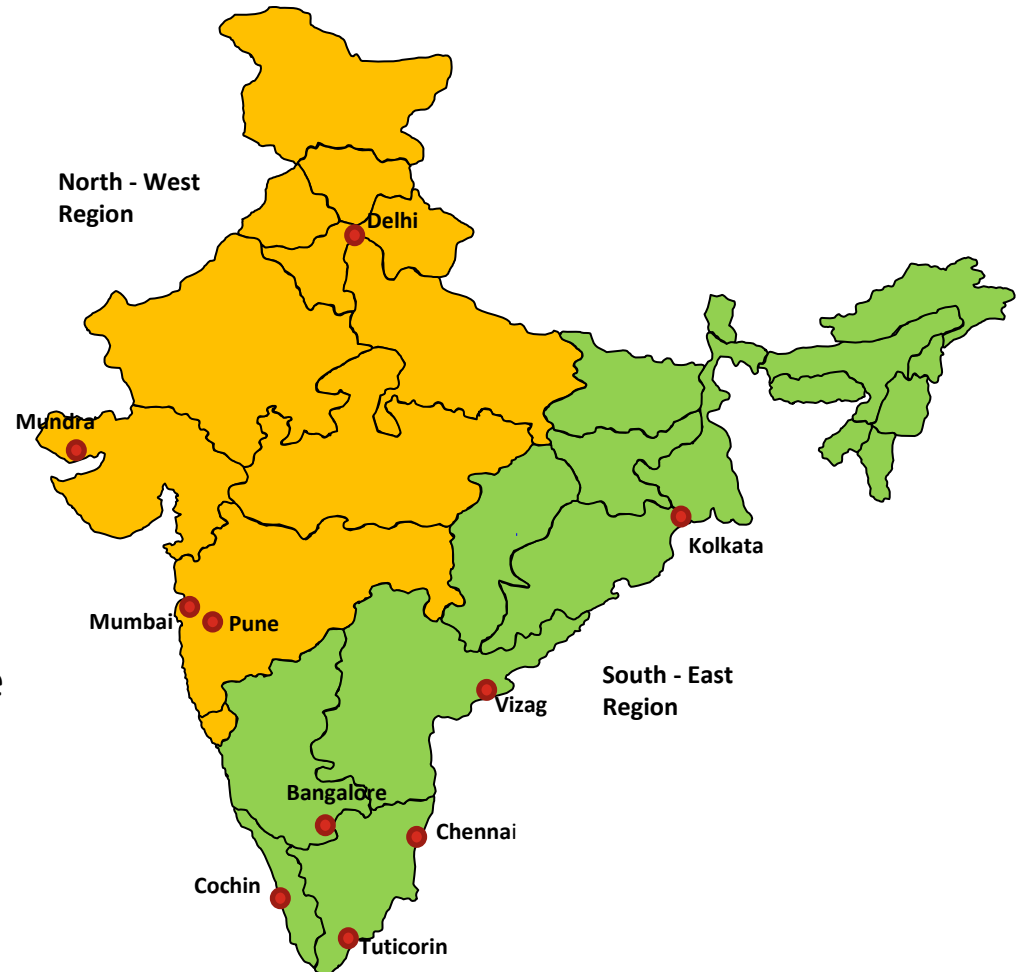 North - West
Region
Delhi
Mundra
Kolkata
Mumbai
Pune
South - East
Region
Vizag
Bangalore
Chennai
Cochin
Tuticorin